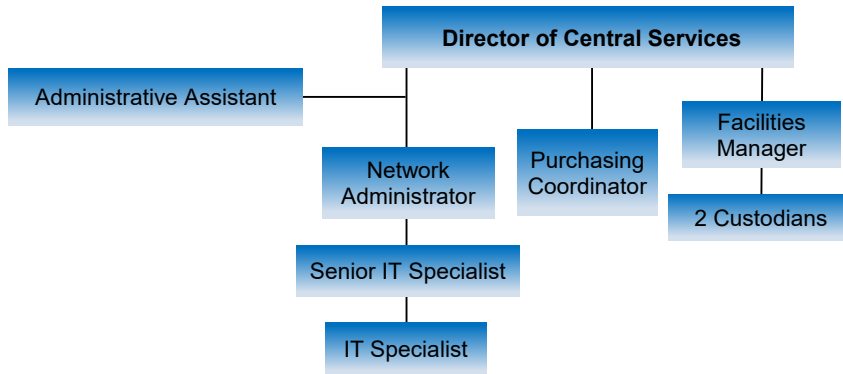 Director of Central Services
Administrative Assistant
Network
Administrator
Purchasing
Coordinator
Facilities
Manager
2 Custodians
Senior IT Specialist
IT Specialist